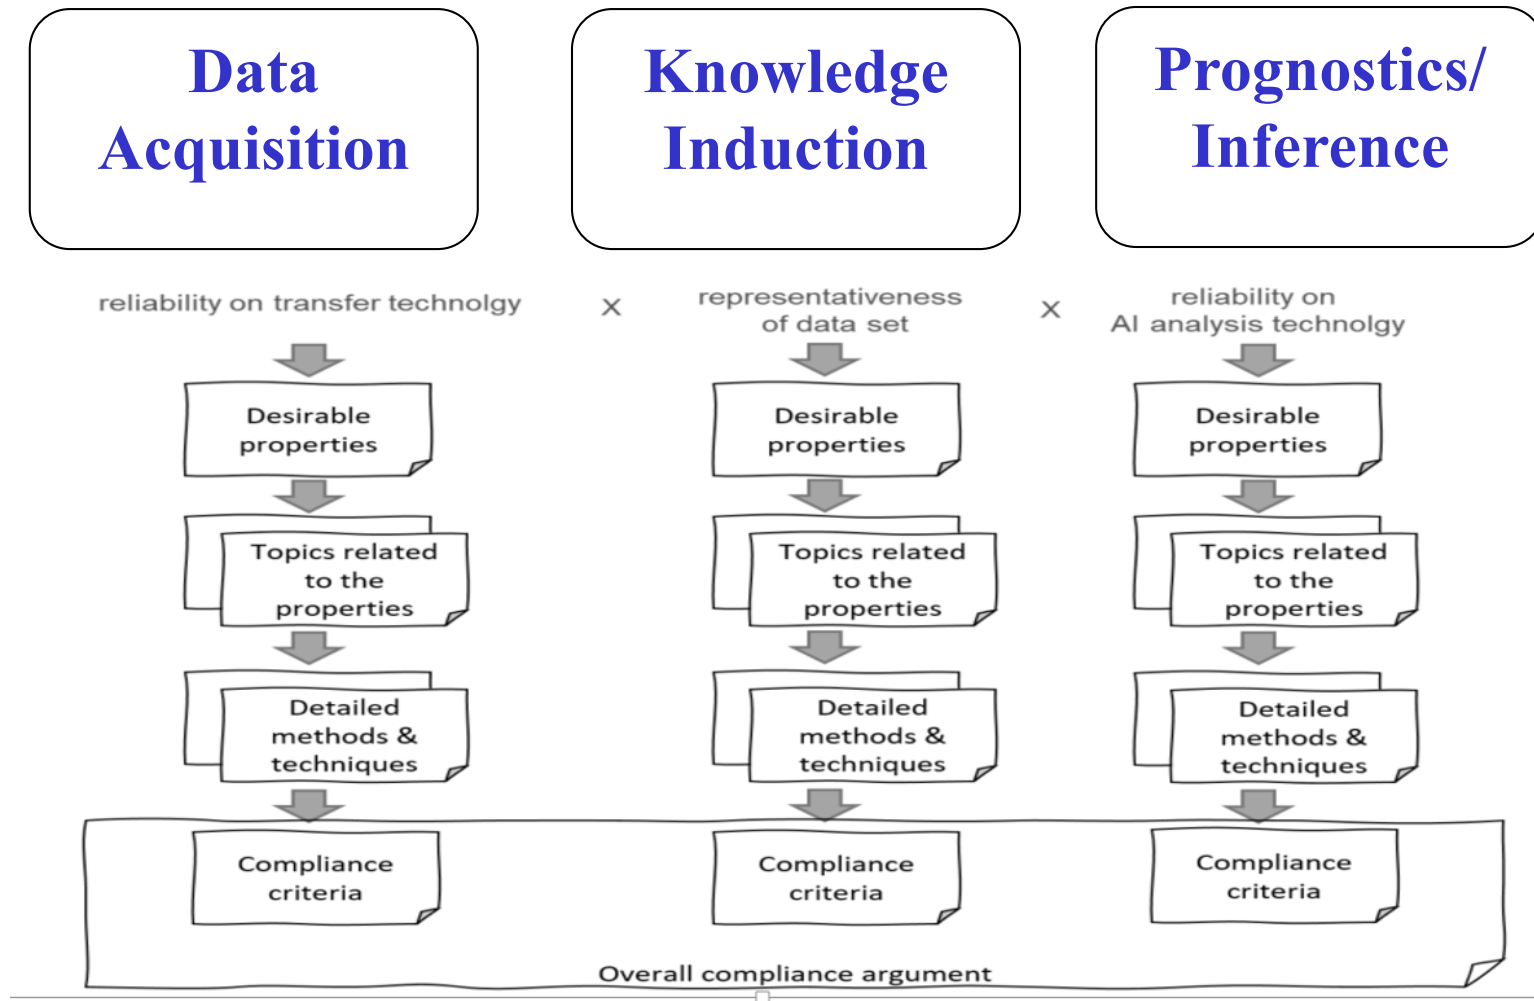 Data
Acquisition
Knowledge
Induction
Prognostics/
Inference
reliability on transfer technolgy
X
representativeness
of data set
X
reliability on
AI analysis technolgy
Desirable
properties
Desirable
properties
Desirable
properties
Topics related
to the
properties
Topics related
to the
properties
Topics related
to the
properties
Detailed
methods &
techniques
Detailed
methods &
techniques
Detailed
methods &
techniques
Compliance
criteria
Compliance
criteria
Compliance
criteria
Overall compliance argument